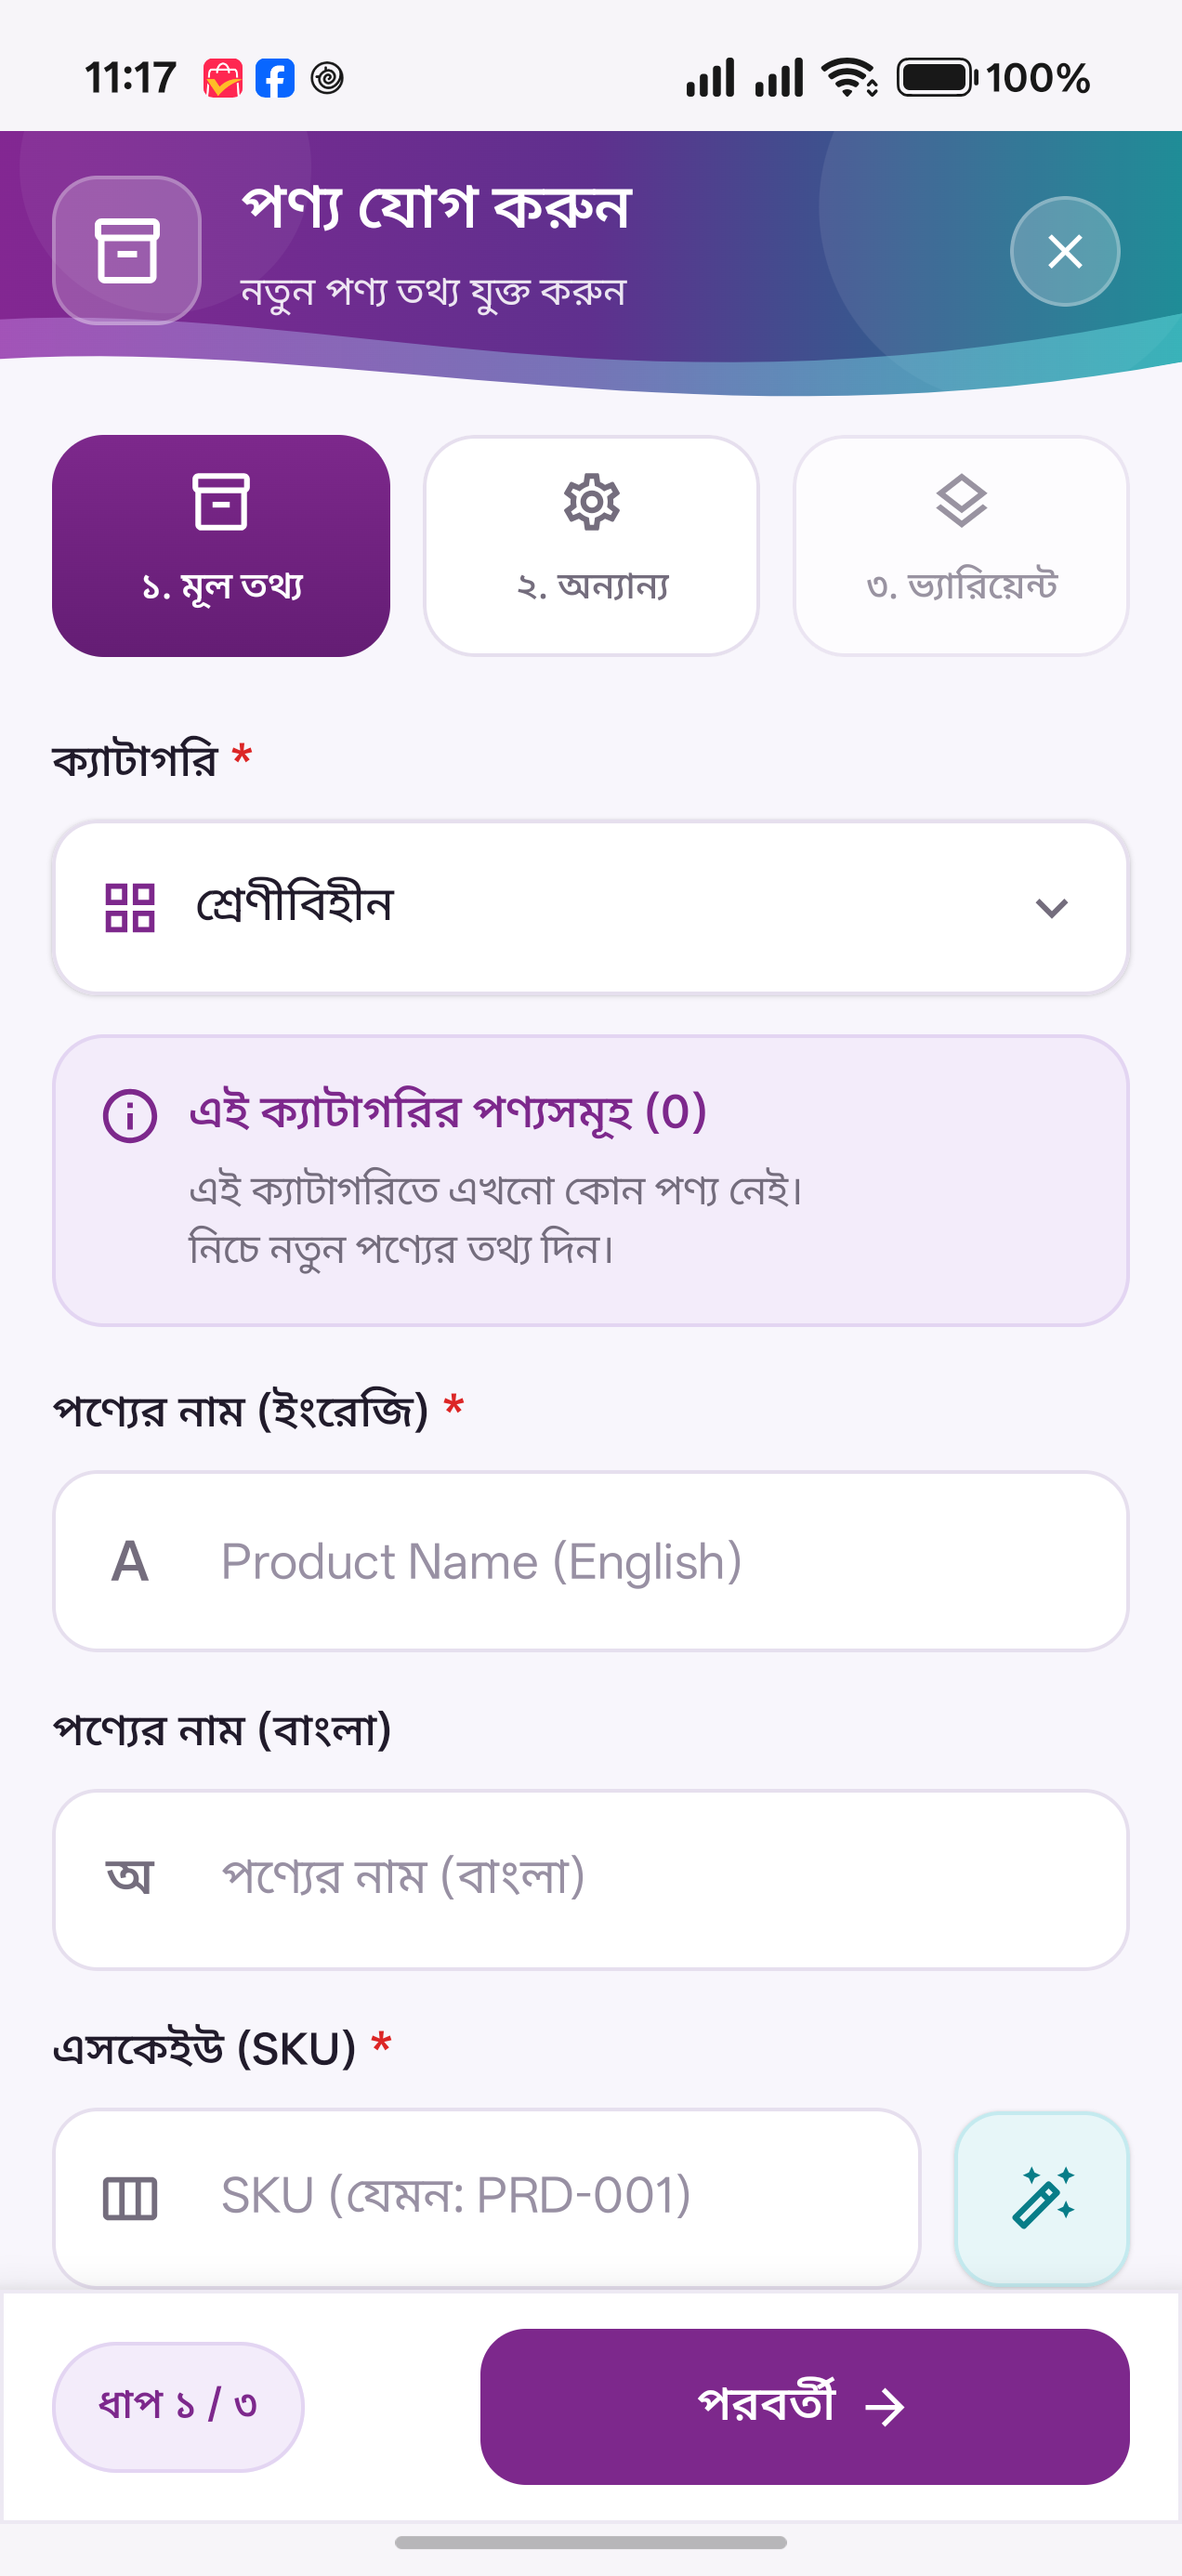 11:17
100%
পণ্য যোগ করুন
নতুন পণ্য তথ্য যুক্ত করুন
১. মূল তথ্য
২. অন্যান্য
৩. ভ্যারিয়েন্ট
ক্যাটাগরি *
শ্রেণীবিহীন
এই ক্যাটাগরির পণ্যসমূহ (0)
এই ক্যাটাগরিতে এখনো কোন পণ্য নেই।
নিচে নতুন পণ্যের তথ্য দিন।
পণ্যের নাম (ইংরেজি) *
A
Product Name (English)
পণ্যের নাম (বাংলা)
অ
পণ্যের নাম (বাংলা)
এসকেইউ (SKU) *
SKU (যেমন: PRD-001)
ধাপ ১ / ৩
পরবর্তী →